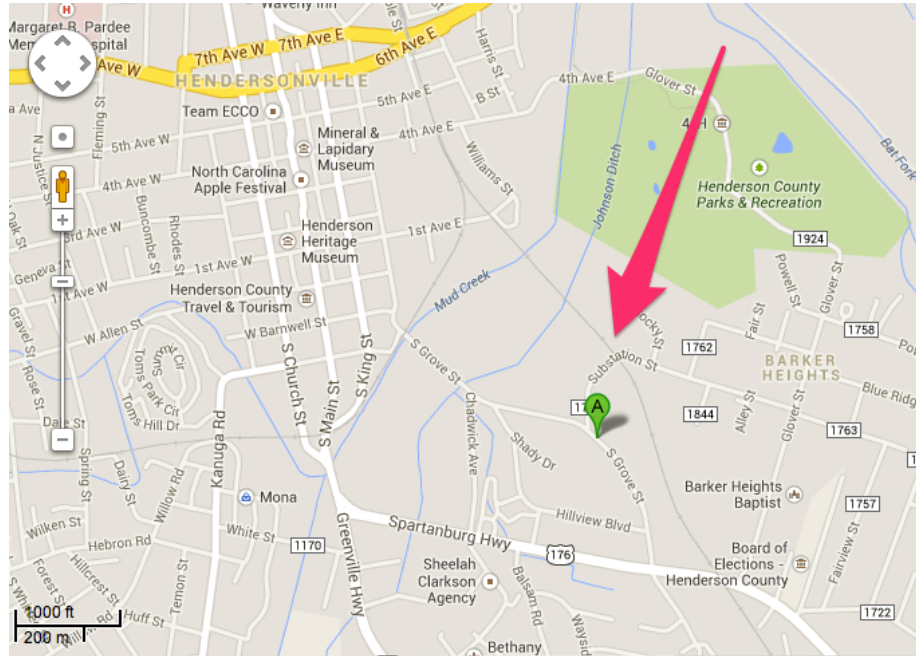 Waverly Inn
Margaret R. Pardee
Hospital
7th Ave W
7th Ave E
6th Ave E
Ave W
HENDERSONVILLE
Harris St
4th Ave E
Glover St
B St
5th Ave E
Team ECCO
a Ave
N Justice St
Fleming St
5th Ave W
4th Ave E
Mineral &
Lapidary
Museum
Williams St
Johnson Ditch
Bat Fork
Henderson County
Parks & Recreation
North Carolina
Apple Festival
4th Ave W
Oak St
Buncombe St
Rhodes St
3rd Ave W
1st Ave E
Henderson
Heritage
Museum
1924
Geneva St
1st Ave W
1st Ave W
Mud Creek
Powell St
Glover St
Henderson County
Travel & Tourism
W Allen St
W Barnwell St
Gravel St
Rose St
Toms Park Cir
Toms Hill Dr
S Church St
S Main St
S King St
S Grove St
Substation St
1762
Fair St
1758
BARKER
HEIGHTS
Blue Ridg
1844
Alley St
Glover St
1763
A
Dale St
Kanuga Rd
Chadwick Ave
Shady Dr
S Grove St
Spring St
Dairy St
Willow Rd
Mona
Barker Heights
Baptist
1757
Fairview St
Wilken St
Hebron Rd
White St
1170
Greenville Hwy
Spartanburg Hwy
Hillview Blvd
176
Board of
Elections -
Henderson County
Forest St
Hillcrest St
Temon St
Huff St
Sheelah
Clarkson
Agency
Balsam Rd
1722
Bethany
1000 ft
200 m